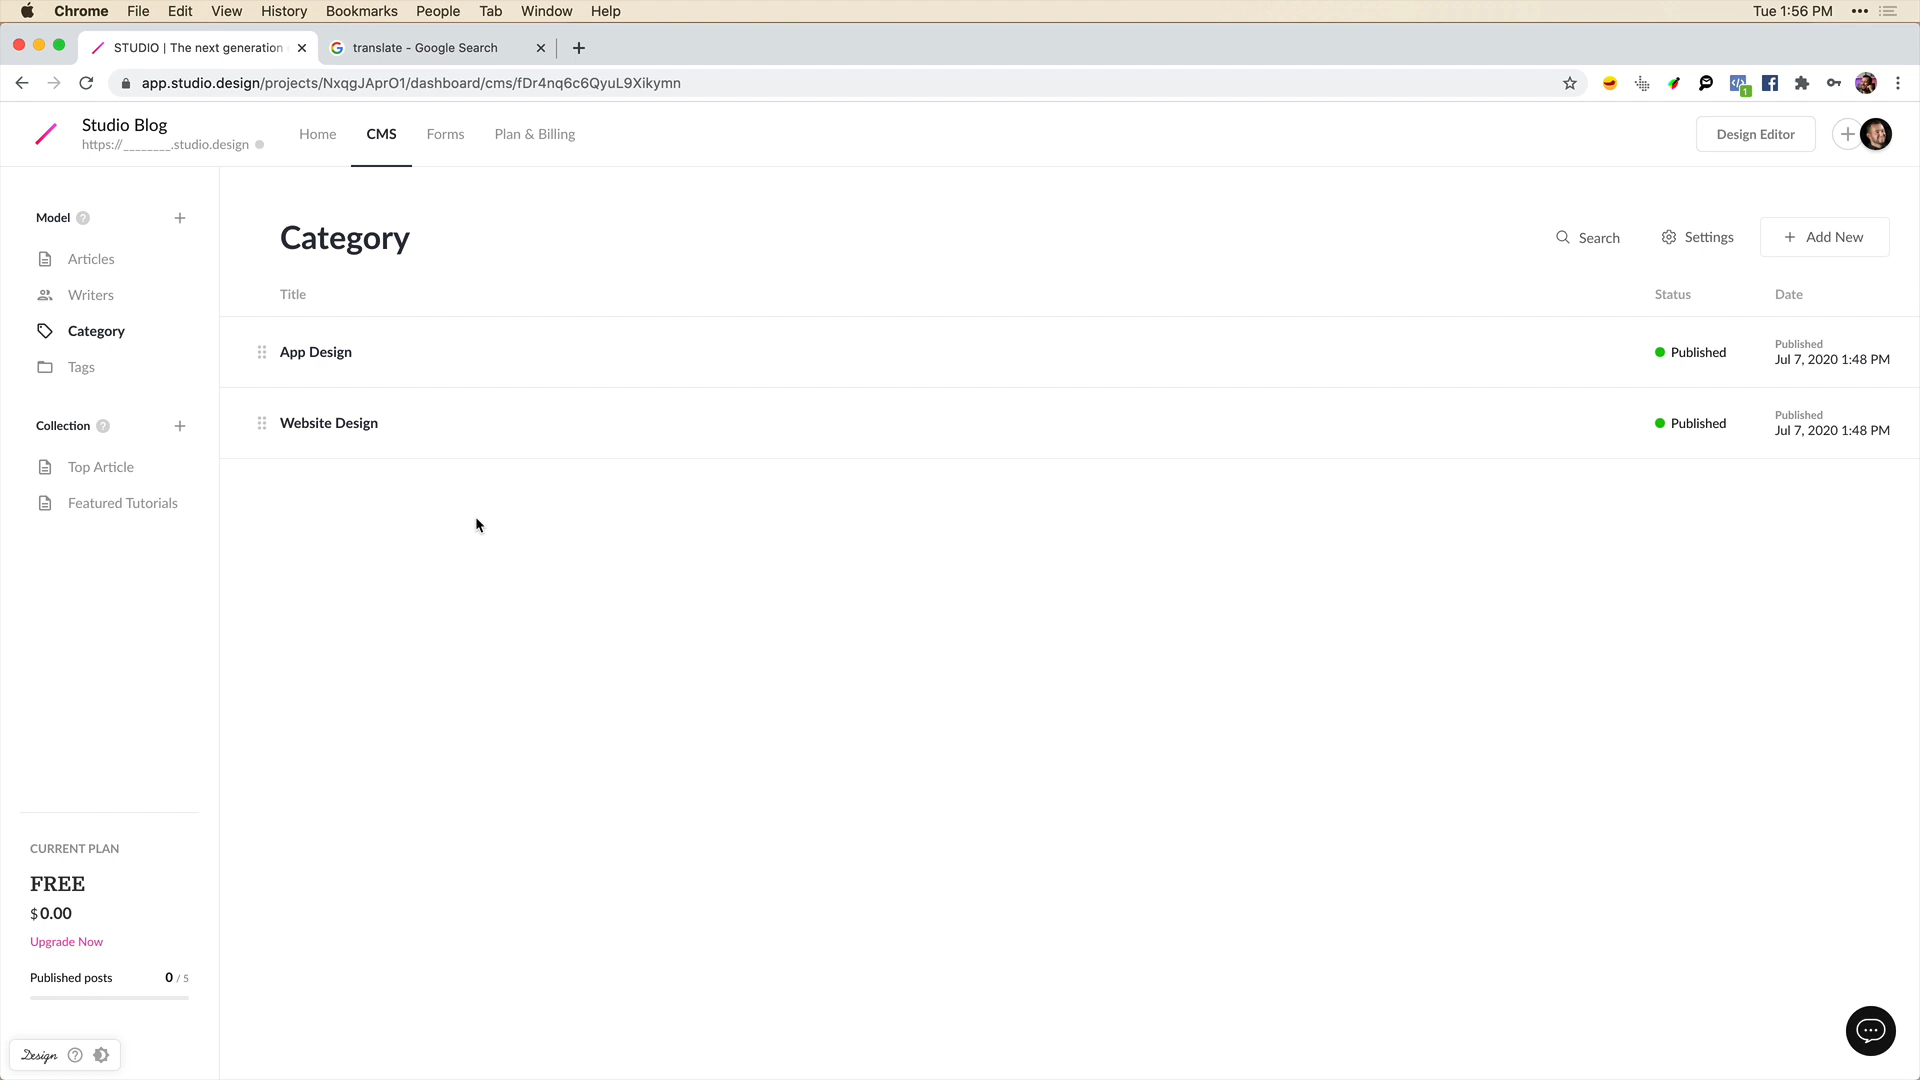 Chrome File Edit View History Bookmarks People Tab Window Help Tue 1:56 PM
STUDIO | The next generation translate - Google Search
app.studio.design/projects/NxqgJAprO1/dashboard/cms/fDr4nq6c6QyuL9Xikymn
1
Studio Blog
https://________.studio.design
Home CMS Forms Plan & Billing Design Editor
Model ?
Articles
Writers
Category
Tags
Collection ?
Top Article
Featured Tutorials
CURRENT PLAN
FREE
$ 0.00
Upgrade Now
Published posts 0 / 5
Design ?
Category
Search Settings + Add New
Title Status Date
App Design Published Published
Jul 7, 2020 1:48 PM
Website Design Published Published
Jul 7, 2020 1:48 PM